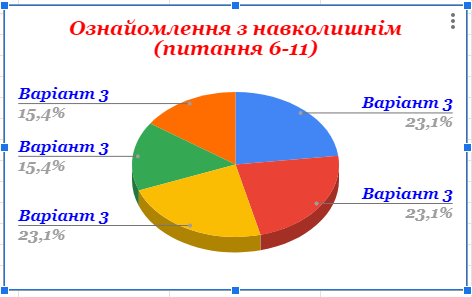 Ознайомлення з навколишнім
(питання 6-11)
Варіант 3
15,4%
Варіант 3
15,4%
Варіант 3
23,1%
Варіант 3
23,1%
Варіант 3
23,1%